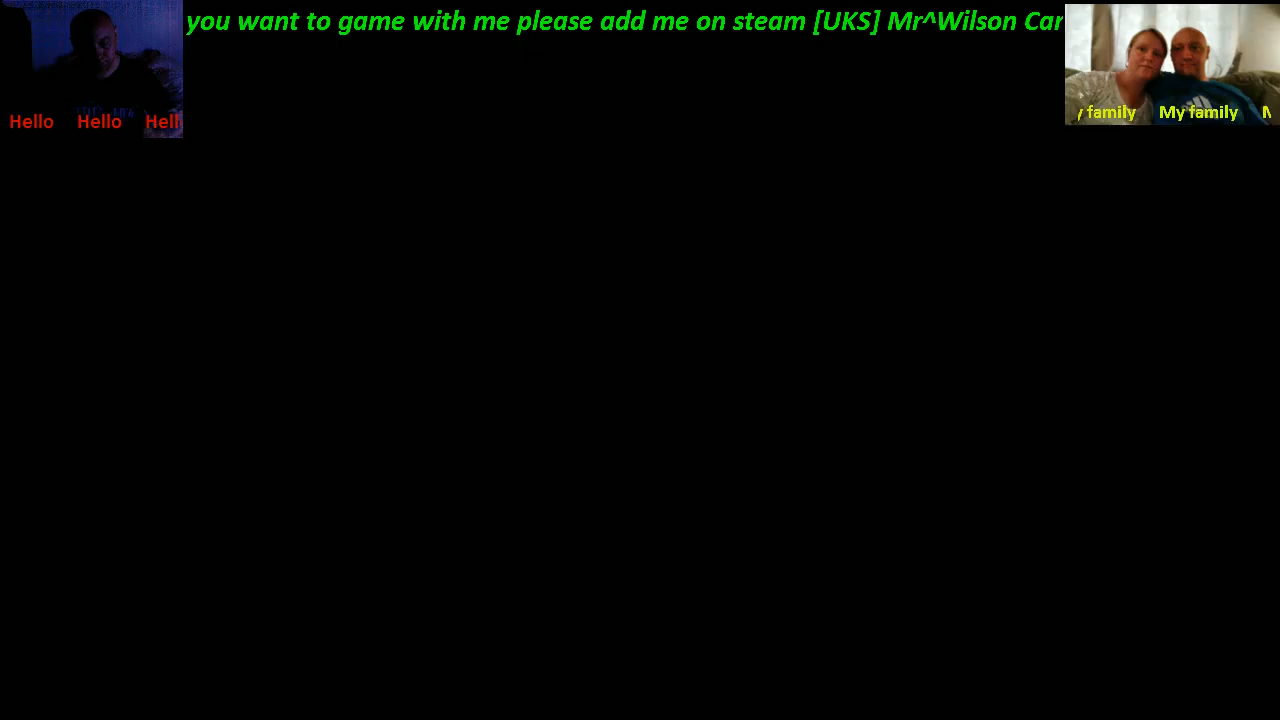 you want to game with me please add me on steam [UKS] Mr^Wilson Car
Hello Hello Hell
y family My family